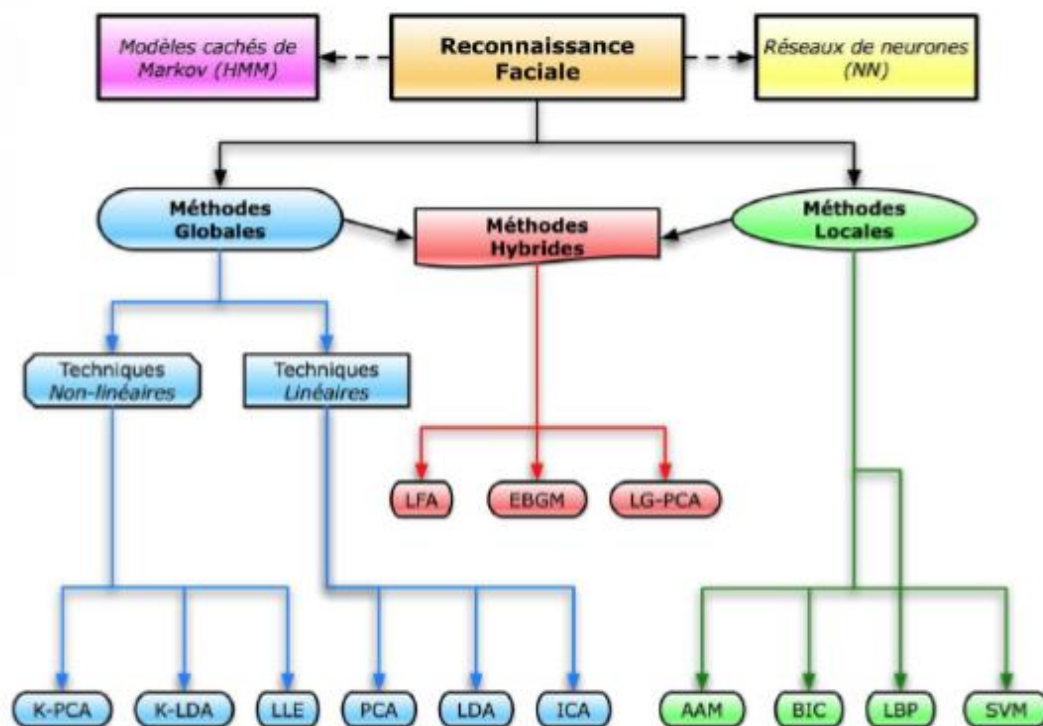 Modèles cachés de
Markov (HMM)
Reconnaissance
Faciale
Réseaux de neurones
(NN)
Méthodes
Globales
Méthodes
Hybrides
Méthodes
Locales
Techniques
Non-linéaires
Techniques
Linéaires
LFA
EBGM
LG-PCA
K-PCA
K-LDA
LLE
PCA
LDA
ICA
AAM
BIC
LBP
SVM